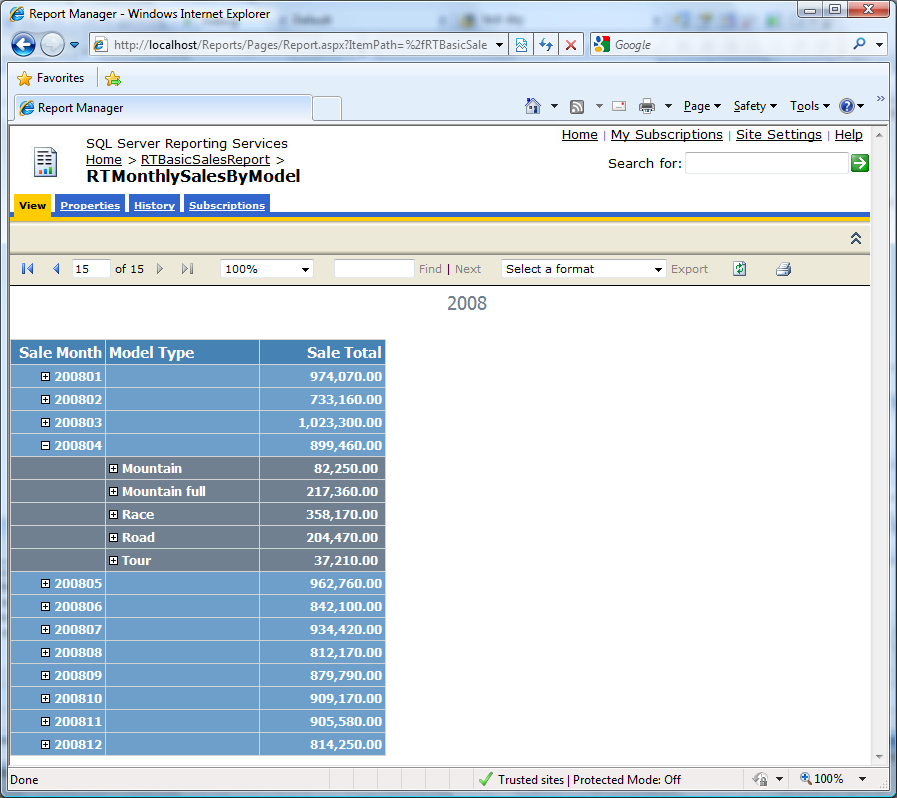 Report Manager - Windows Internet Explorer
http://localhost/Reports/Pages/Report.aspx?ItemPath=%2fRTBasicSale
Google
Favorites
Report Manager
Page Safety Tools
SQL Server Reporting Services
Home | My Subscriptions | Site Settings | Help
Home > RTBasicSalesReport >
RTMonthlySalesByModel
Search for:
View Properties History Subscriptions
15 of 15 100% Find | Next Select a format Export
2008
Sale Month Model Type Sale Total
200801 974,070.00
200802 733,160.00
200803 1,023,300.00
200804 899,460.00
Mountain 82,250.00
Mountain full 217,360.00
Race 358,170.00
Road 204,470.00
Tour 37,210.00
200805 962,760.00
200806 842,100.00
200807 934,420.00
200808 812,170.00
200809 879,790.00
200810 909,170.00
200811 905,580.00
200812 814,250.00
Done Trusted sites | Protected Mode: Off 100%